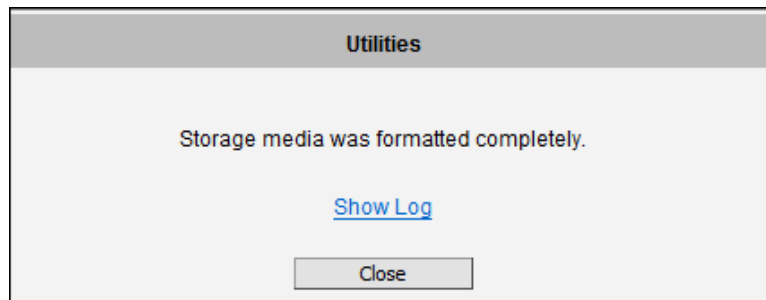 Utilities
Storage media was formatted completely.
Show Log
Close